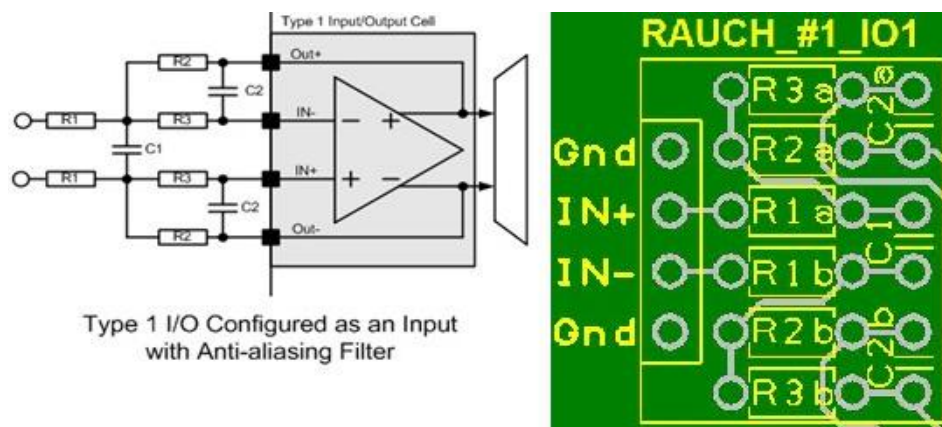 Type 1 Input/Output Cell
R2
Out+
C2
R1
R3
IN-
- +
C1
R1
R3
IN+
+ -
C2
R2
Out-
Type 1 I/O Configured as an Input
with Anti-aliasing Filter
RAUCH_#1_IO1
R3a
C2a
Gnd
R2a
IN+
R1a
C1
IN-
R1b
Gnd
R2b
C2b
R3b